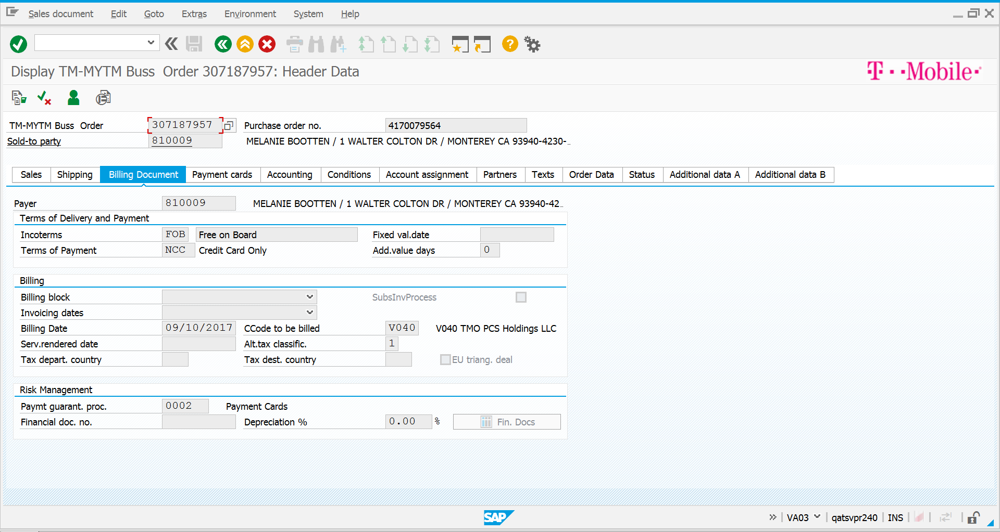 Sales document Edit Goto Extras Environment System Help
Display TM-MYTM Buss Order 307187957: Header Data
T··Mobile·
TM-MYTM Buss Order 307187957 Purchase order no. 4170079564
Sold-to party 810009 MELANIE BOOTTEN / 1 WALTER COLTON DR / MONTEREY CA 93940-4230-...
Sales Shipping Billing Document Payment cards Accounting Conditions Account assignment Partners Texts Order Data Status Additional data A Additional data B
Payer 810009 MELANIE BOOTTEN / 1 WALTER COLTON DR / MONTEREY CA 93940-42...
Terms of Delivery and Payment
Incoterms FOB Free on Board Fixed val.date
Terms of Payment NCC Credit Card Only Add.value days 0
Billing
Billing block SubsInvProcess
Invoicing dates
Billing Date 09/10/2017 CCode to be billed V040 V040 TMO PCS Holdings LLC
Serv.rendered date Alt.tax classific. 1
Tax depart. country Tax dest. country EU triang. deal
Risk Management
Paymt guarant. proc. 0002 Payment Cards
Financial doc. no. Depreciation % 0.00 % Fin. Docs
SAP VA03 qatsvpr240 INS